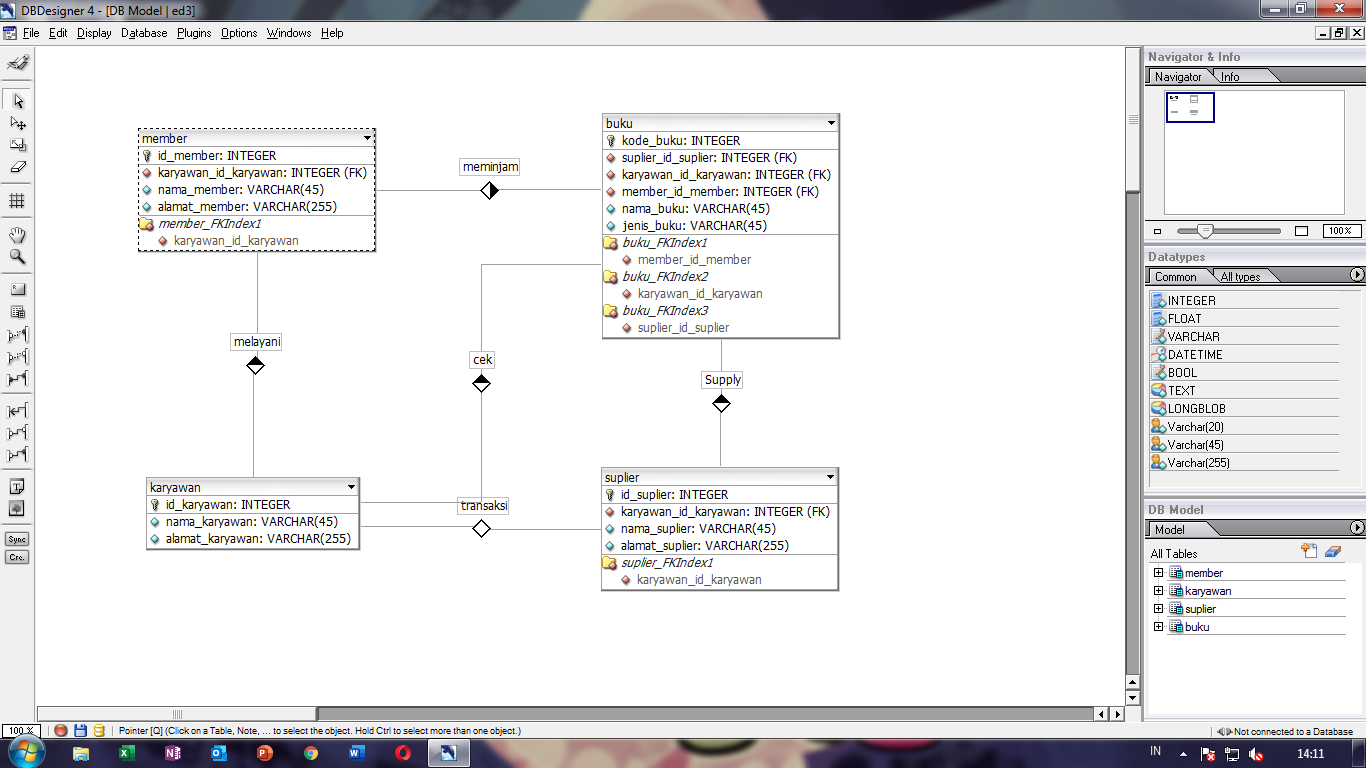 DBDesigner 4 - [DB Model | ed3]
File Edit Display Database Plugins Options Windows Help
member
id_member: INTEGER
karyawan_id_karyawan: INTEGER (FK)
nama_member: VARCHAR(45)
alamat_member: VARCHAR(255)
member_FKIndex1
karyawan_id_karyawan
meminjam
buku
kode_buku: INTEGER
suplier_id_suplier: INTEGER (FK)
karyawan_id_karyawan: INTEGER (FK)
member_id_member: INTEGER (FK)
nama_buku: VARCHAR(45)
jenis_buku: VARCHAR(45)
buku_FKIndex1
member_id_member
buku_FKIndex2
karyawan_id_karyawan
buku_FKIndex3
suplier_id_suplier
melayani
cek
Supply
karyawan
id_karyawan: INTEGER
nama_karyawan: VARCHAR(45)
alamat_karyawan: VARCHAR(255)
transaksi
suplier
id_suplier: INTEGER
karyawan_id_karyawan: INTEGER (FK)
nama_suplier: VARCHAR(45)
alamat_suplier: VARCHAR(255)
suplier_FKIndex1
karyawan_id_karyawan
Sync
Crc.
Navigator & Info
Navigator Info
100%
Datatypes
Common All types
INTEGER
FLOAT
VARCHAR
DATETIME
BOOL
TEXT
LONGBLOB
Varchar(20)
Varchar(45)
Varchar(255)
DB Model
Model
All Tables
member
karyawan
suplier
buku
100 % Pointer [Q] (Click on a Table, Note, ... to select the object. Hold Ctrl to select more than one object.) Not connected to a Database
IN 14:11